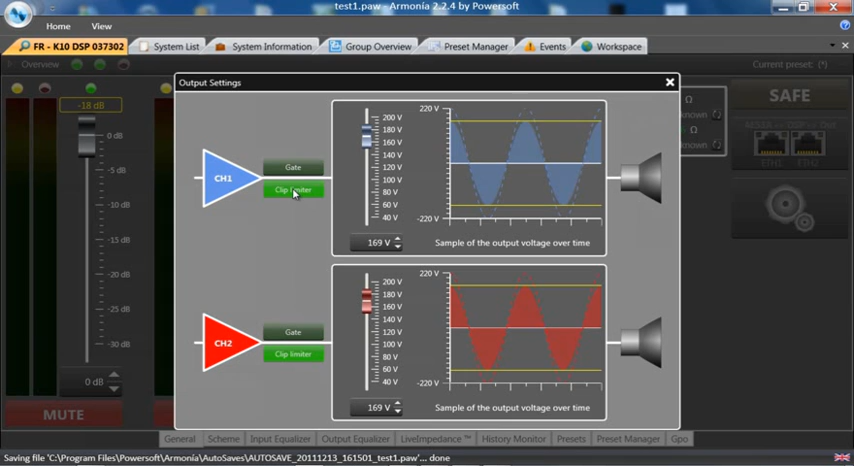 test1.paw - Armonía 2.2.4 by Powersoft
Home View
FR - K10 DSP 037302 System List System Information Group Overview Preset Manager Events Workspace
Overview Current preset: (*)
Output Settings
-18 dB
0 dB
-5 dB
-10 dB
-15 dB
-20 dB
-25 dB
-30 dB
0 dB
MUTE
CH1
Gate
Clip limiter
200 V
180 V
160 V
140 V
120 V
100 V
80 V
60 V
40 V
169 V
220 V
-220 V
Sample of the output voltage over time
CH2
Gate
Clip limiter
200 V
180 V
160 V
140 V
120 V
100 V
80 V
60 V
40 V
169 V
220 V
-220 V
Sample of the output voltage over time
Ω
known
Ω
known
SAFE
ETH1 ETH2
General Scheme Input Equalizer Output Equalizer LiveImpedance ™ History Monitor Presets Preset Manager Gpo
Saving file 'C:\Program Files\Powersoft\Armonía\AutoSaves\AUTOSAVE_20111213_161501_test1.paw'... done